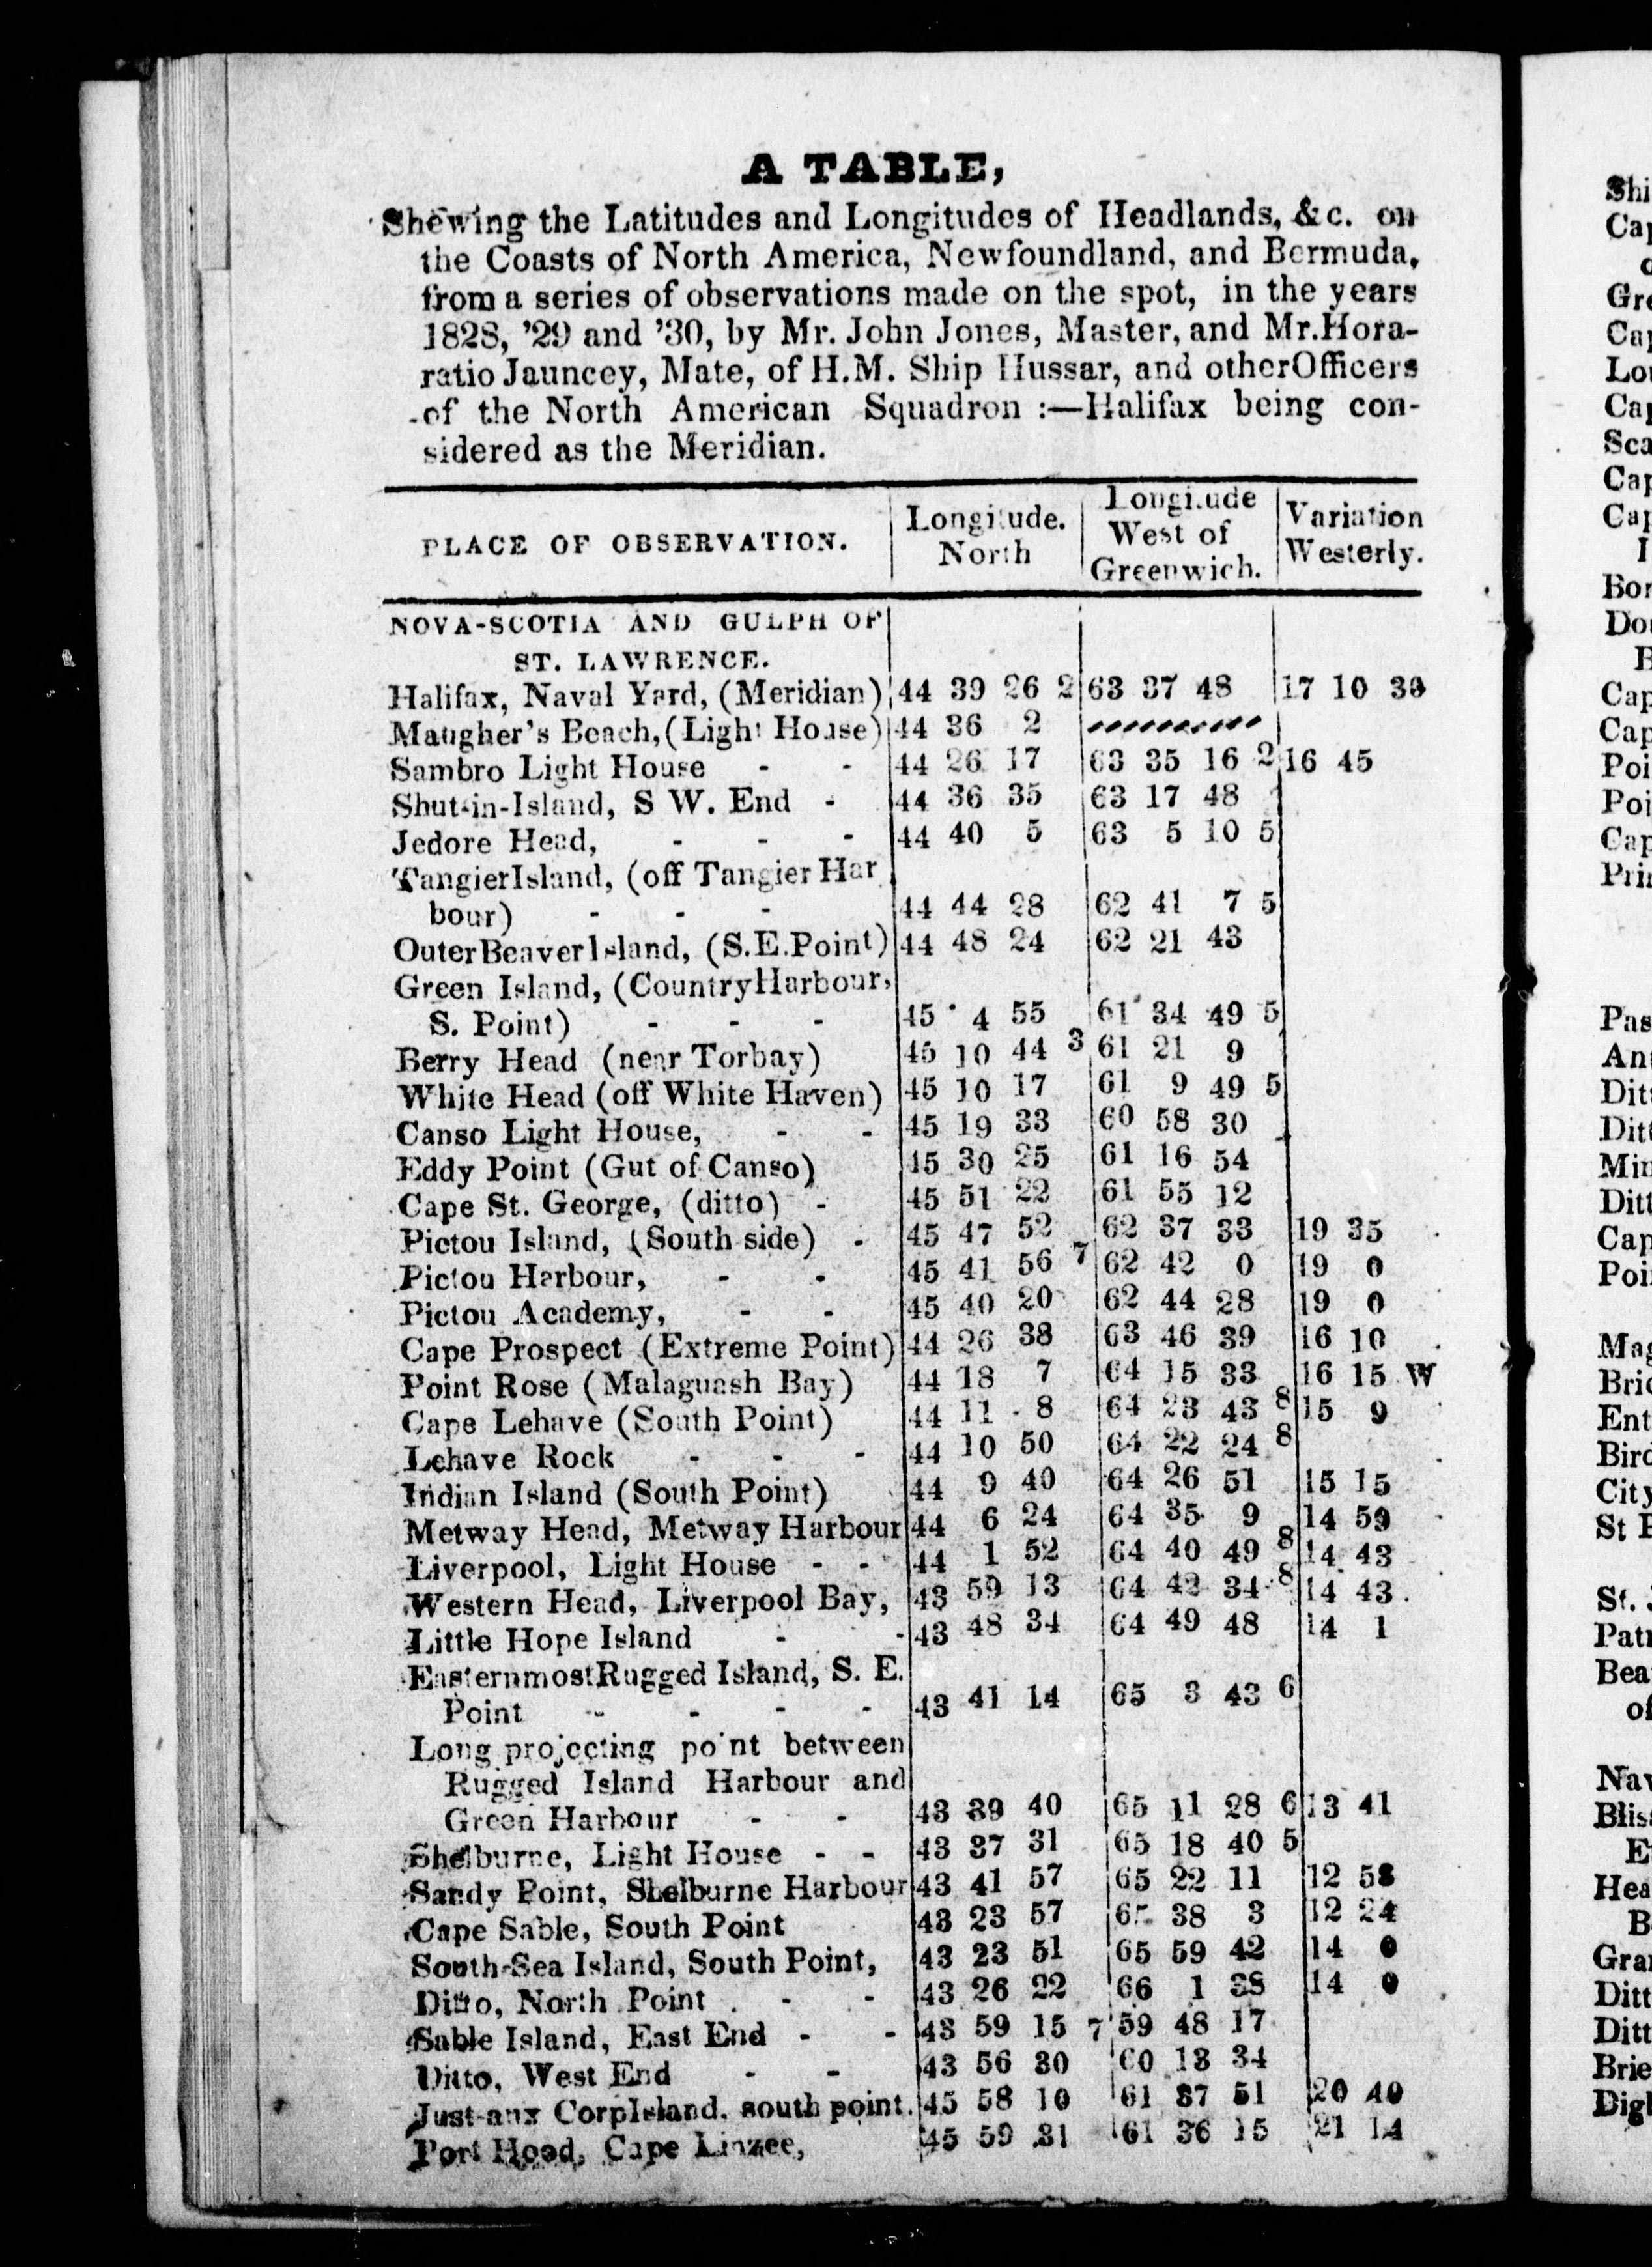 A TABLE,
Shewing the Latitudes and Longitudes of Headlands, &c. on
the Coasts of North America, Newfoundland, and Bermuda,
from a series of observations made on the spot, in the years
1828, '29 and '30, by Mr. John Jones, Master, and Mr. Hora-
ratio Jauncey, Mate, of H.M. Ship Hussar, and other Officers
of the North American Squadron :—Halifax being con-
sidered as the Meridian.
PLACE OF OBSERVATION. Longitude. North Longitude West of Greenwich. Variation Westerly.
NOVA-SCOTIA AND GULPH OF
ST. LAWRENCE.
Halifax, Naval Yard, (Meridian) 44 39 26 2 63 37 48 17 10 30
Maugher's Beach, (Light House) 44 36 2
Sambro Light House - - 44 26 17 63 35 16 2 16 45
Shut-in-Island, S W. End - 44 36 35 63 17 48
Jedore Head, - - - 44 40 5 63 5 10 5
Tangier Island, (off Tangier Har
bour) - - - 44 44 28 62 41 7 5
Outer Beaver Island, (S.E. Point) 44 48 24 62 21 43
Green Island, (Country Harbour,
S. Point) - - - 45 4 55 61 34 49 5
Berry Head (near Torbay) 45 10 44 3 61 21 9
White Head (off White Haven) 45 10 17 61 9 49 5
Canso Light House, - - 45 19 33 60 58 30
Eddy Point (Gut of Canso) 45 30 25 61 16 54
Cape St. George, (ditto) - 45 51 22 61 55 12
Pictou Island, (South side) - 45 47 52 62 37 33 19 35
Pictou Harbour, - - 45 41 56 7 62 42 0 19 0
Pictou Academy, - - 45 40 20 62 44 28 19 0
Cape Prospect (Extreme Point) 44 26 38 63 46 39 16 10
Point Rose (Malaguash Bay) 44 18 7 64 15 33 16 15 W
Cape Lehave (South Point) 44 11 8 64 23 43 8 15 9
Lehave Rock - - - 44 10 50 64 22 24 8
Indian Island (South Point) 44 9 40 64 26 51 15 15
Metway Head, Metway Harbour 44 6 24 64 35 9 14 59
Liverpool, Light House - - 44 1 52 64 40 49 8 14 43
Western Head, Liverpool Bay, 43 59 13 64 42 34 8 14 43
Little Hope Island - - 43 48 34 64 49 48 14 1
Easternmost Rugged Island, S. E.
Point - - - - 43 41 14 65 3 43 6
Long projecting point between
Rugged Island Harbour and
Green Harbour - - 43 39 40 65 11 28 6 13 41
Shelburne, Light House - - 43 37 31 65 18 40 5
Sandy Point, Shelburne Harbour 43 41 57 65 22 11 12 58
Cape Sable, South Point 43 23 57 38 3 12 24
South-Sea Island, South Point, 43 23 51 65 59 42 14 0
Ditto, North Point - - 43 26 22 66 1 38 14 0
Sable Island, East End - - 43 59 15 7 59 48 17
Ditto, West End - - 43 56 30 60 13 34
Just-aux Corp Island, south point. 45 58 10 61 37 51 20 40
Port Hood, Cape Linzee, 45 59 31 61 36 15 21 14